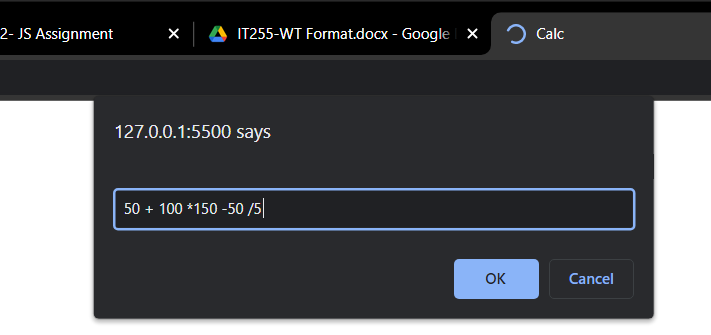 2- JS Assignment
IT255-WT Format.docx - Google
Calc
127.0.0.1:5500 says
50 + 100 *150 -50 /5
OK
Cancel